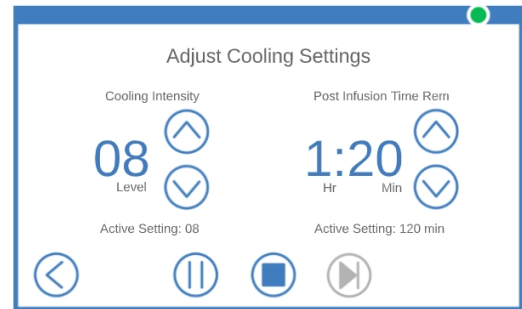 Adjust Cooling Settings
Cooling Intensity
08
Level
Active Setting: 08
Post Infusion Time Rem
1:20
Hr Min
Active Setting: 120 min